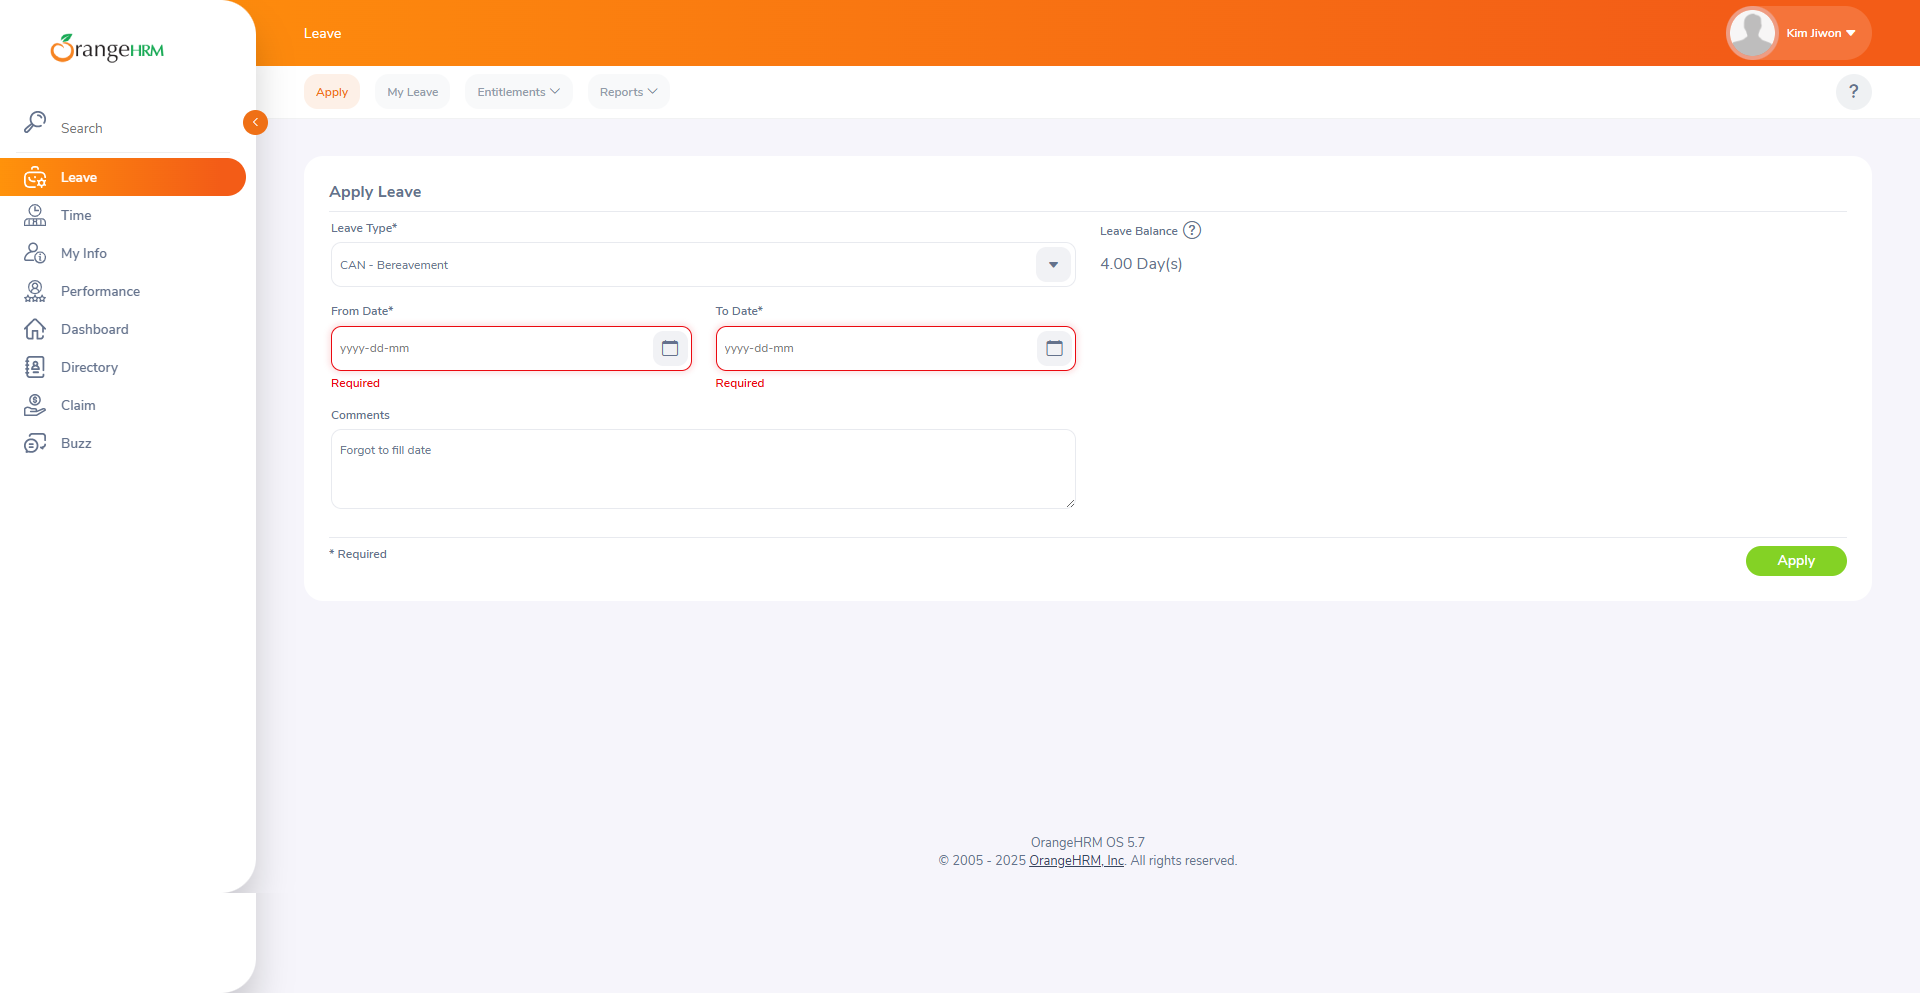 OrangeHRM
Search
Leave
Time
My Info
Performance
Dashboard
Directory
Claim
Buzz
Leave
Kim Jiwon
Apply
My Leave
Entitlements
Reports
?
Apply Leave
Leave Type*
CAN - Bereavement
Leave Balance ?
4.00 Day(s)
From Date*
yyyy-dd-mm
Required
To Date*
yyyy-dd-mm
Required
Comments
Forgot to fill date
* Required
Apply
OrangeHRM OS 5.7
© 2005 - 2025 OrangeHRM, Inc. All rights reserved.